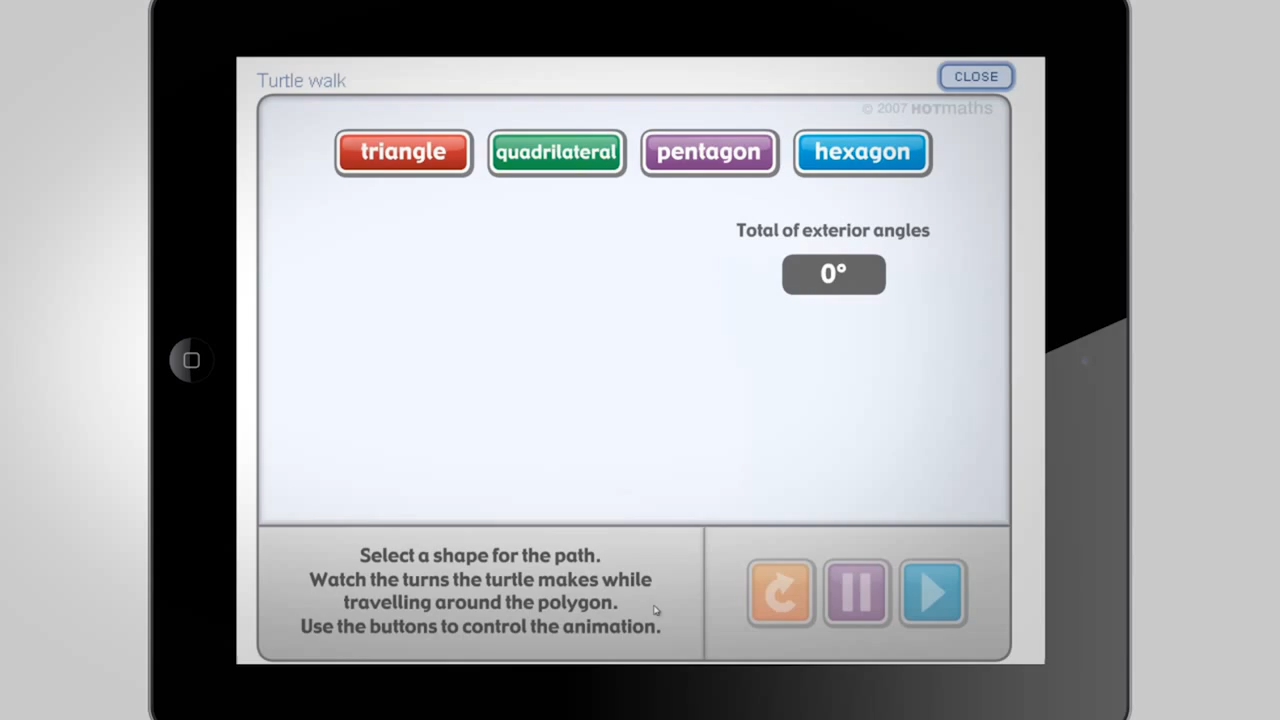 Turtle walk
CLOSE
© 2007 HOTmaths
triangle
quadrilateral
pentagon
hexagon
Total of exterior angles
0°
Select a shape for the path.
Watch the turns the turtle makes while
travelling around the polygon.
Use the buttons to control the animation.